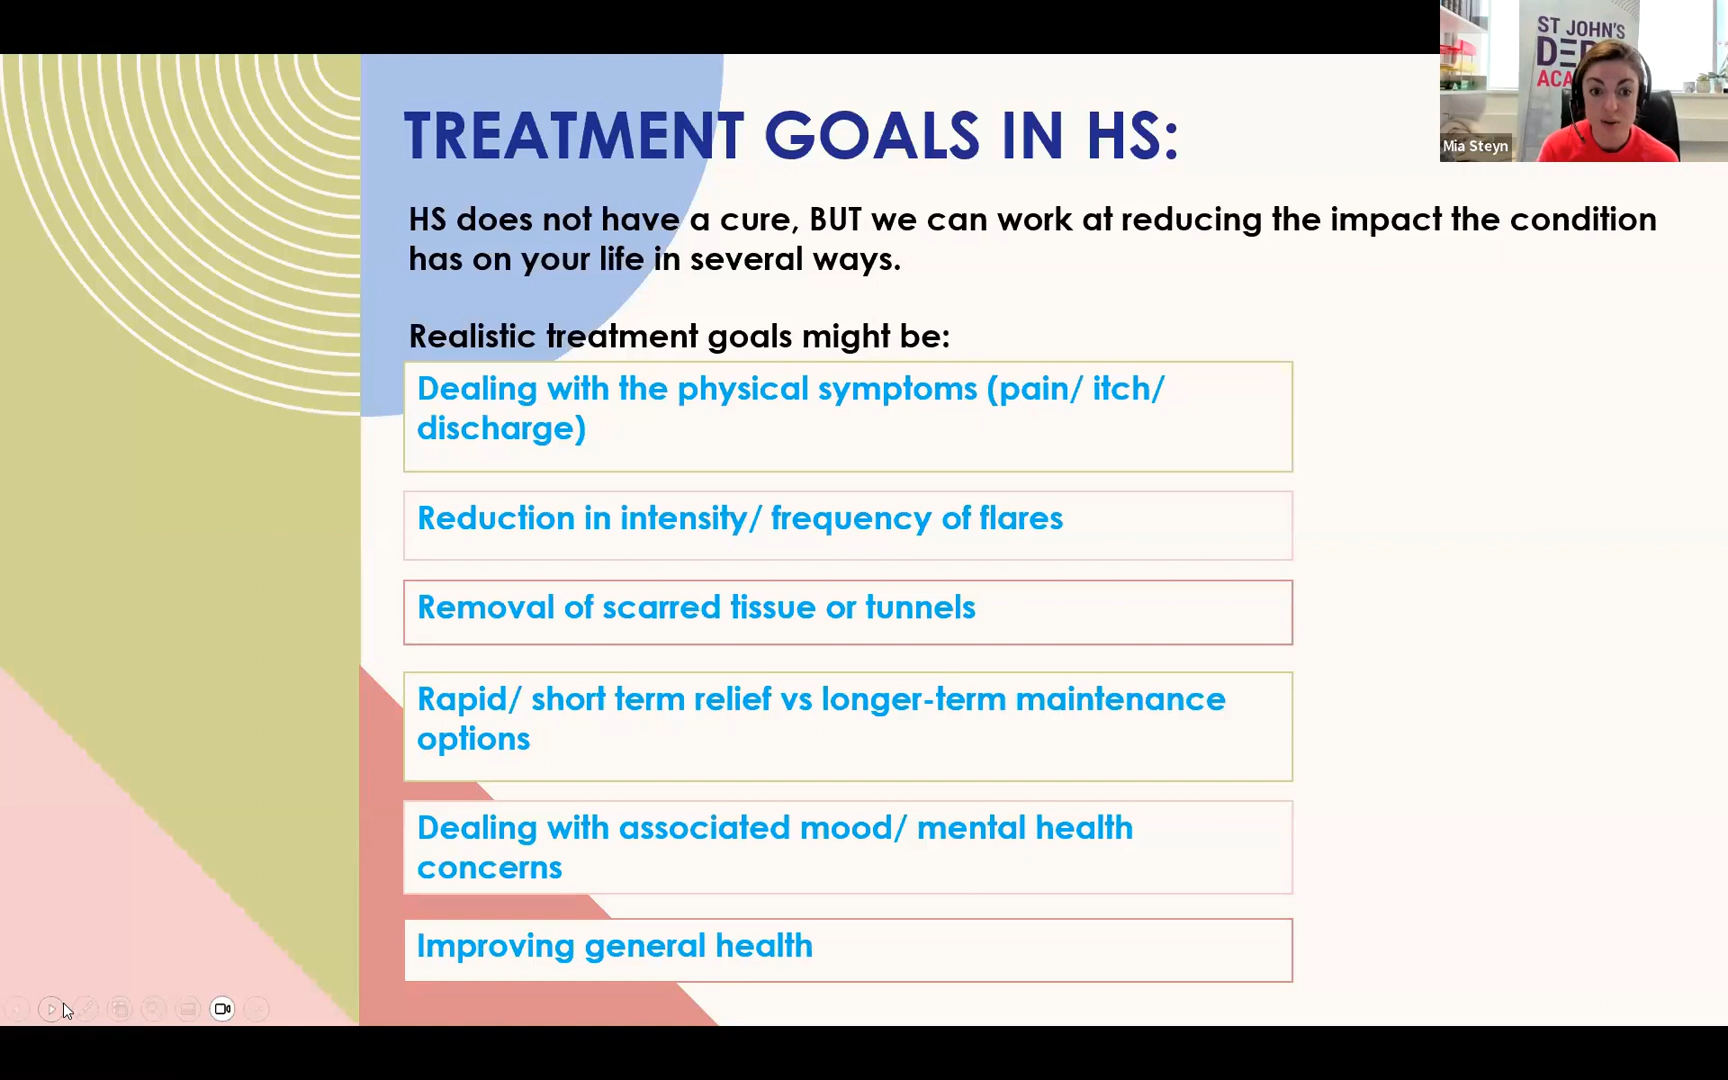 TREATMENT GOALS IN HS:
HS does not have a cure, BUT we can work at reducing the impact the condition
has on your life in several ways.
Realistic treatment goals might be:
Dealing with the physical symptoms (pain/ itch/
discharge)
Reduction in intensity/ frequency of flares
Removal of scarred tissue or tunnels
Rapid/ short term relief vs longer-term maintenance
options
Dealing with associated mood/ mental health
concerns
Improving general health
ST JOHN'S
Mia Steyn